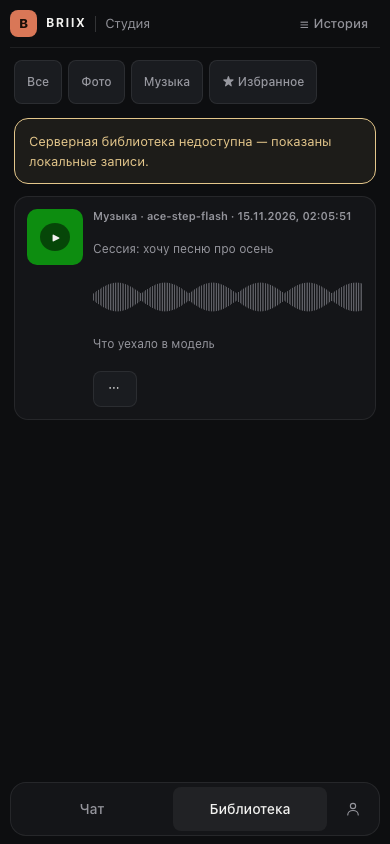 B BRIIX Студия История
Все Фото Музыка Избранное
Серверная библиотека недоступна — показаны
локальные записи.
Музыка · ace-step-flash · 15.11.2026, 02:05:51
Сессия: хочу песню про осень
Что уехало в модель
···
Чат Библиотека